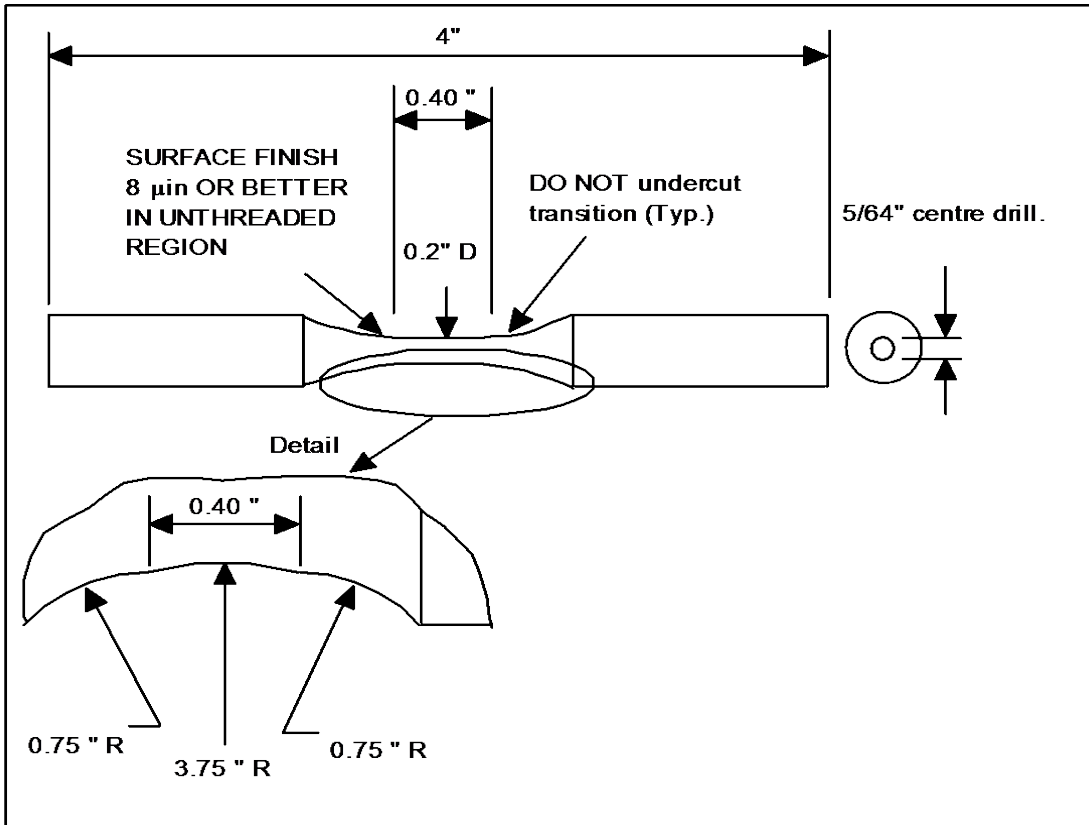 4"
0.40 "
SURFACE FINISH
8 µin OR BETTER
IN UNTHREADED
REGION
DO NOT undercut
transition (Typ.)
5/64" centre drill.
0.2" D
Detail
0.40 "
0.75 " R
3.75 " R
0.75 " R